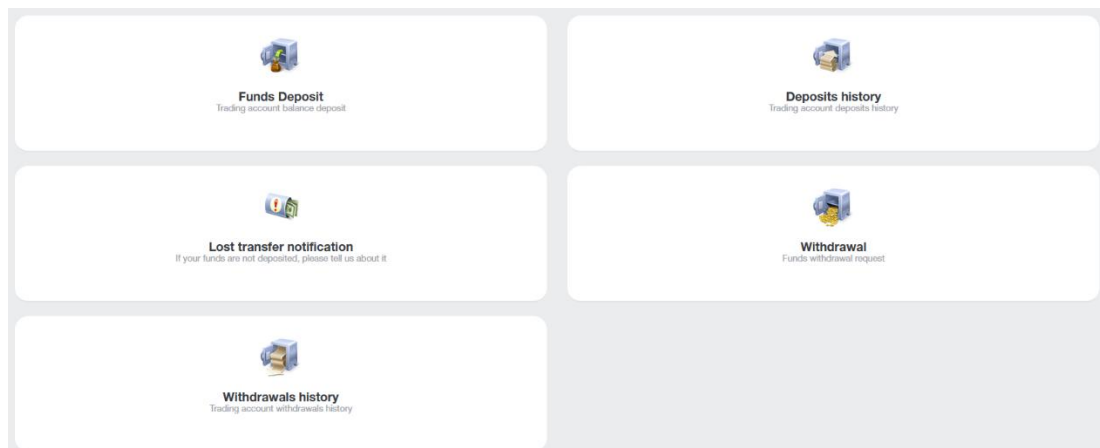 Funds Deposit
Trading account balance deposit
Deposits history
Trading account deposits history
Lost transfer notification
If your funds are not deposited, please tell us about it
Withdrawal
Funds withdrawal request
Withdrawals history
Trading account withdrawals history